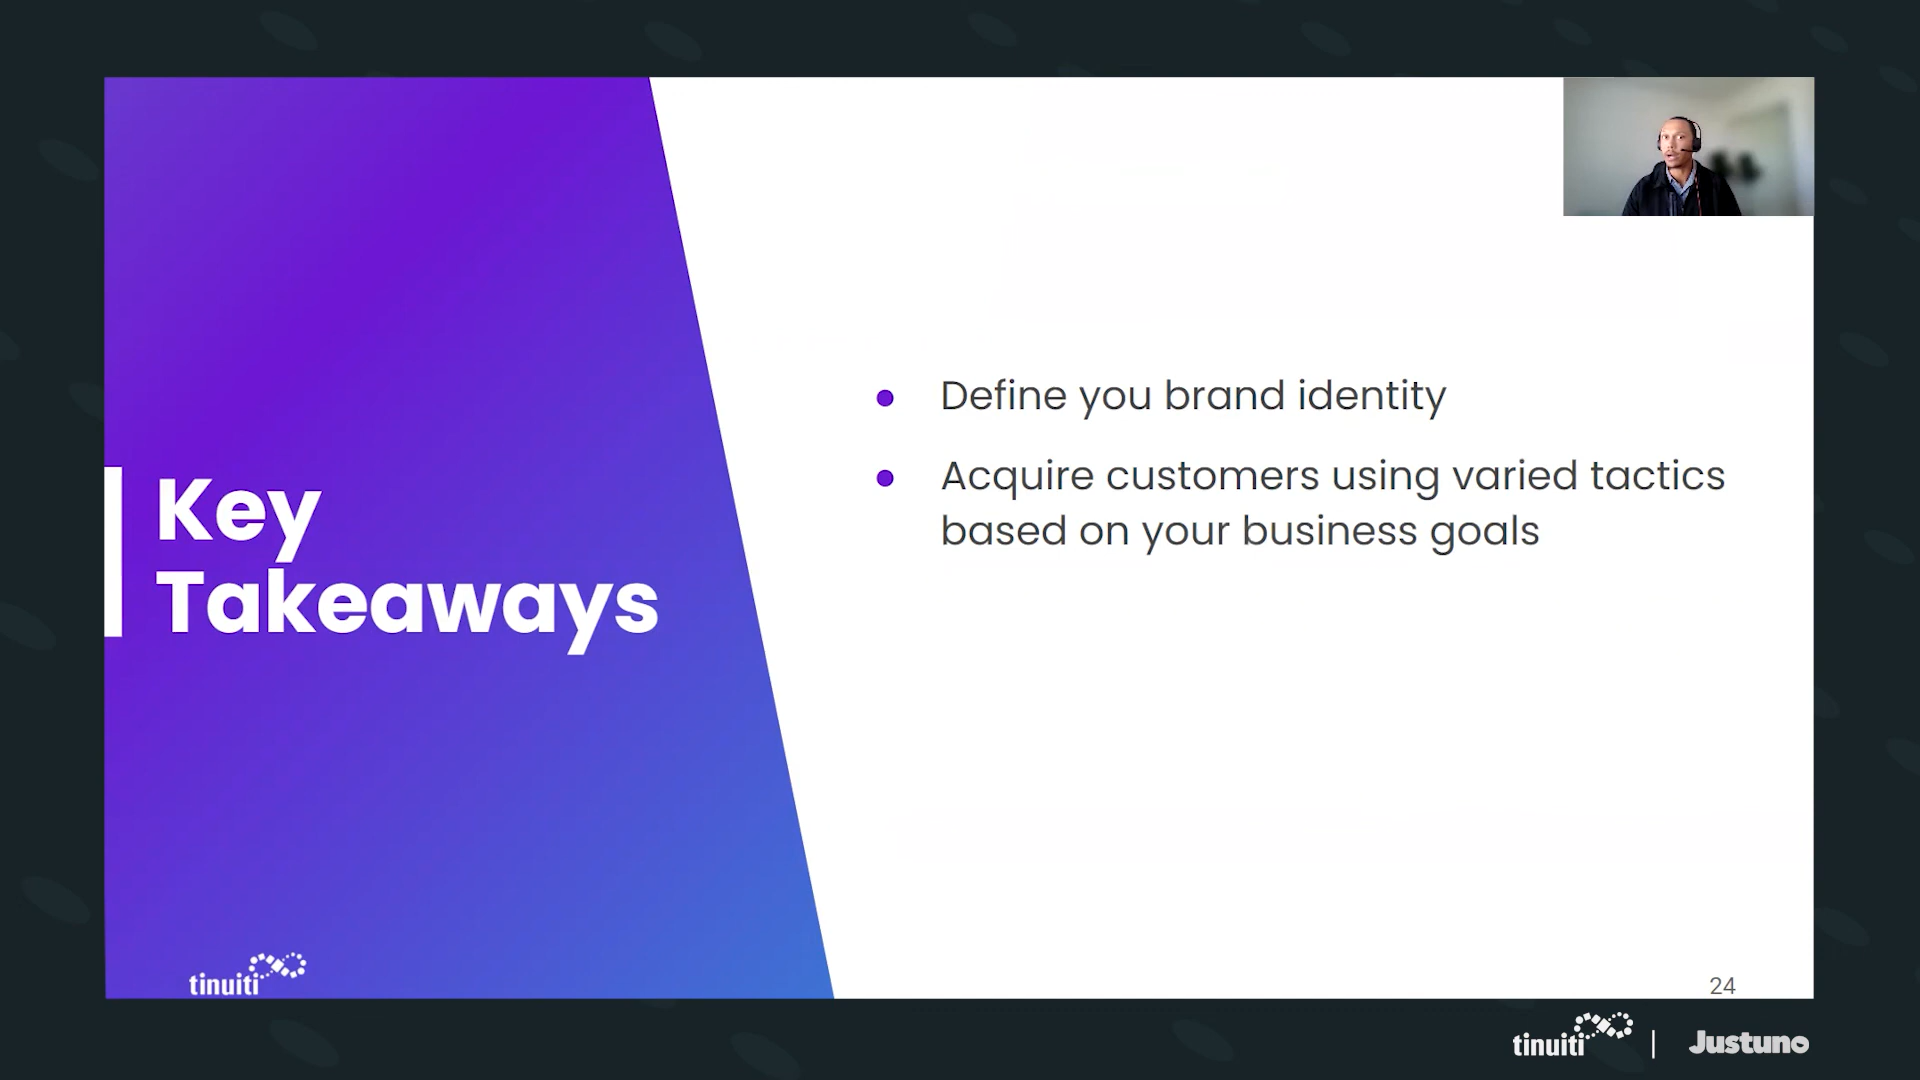 Key
Takeaways
● Define you brand identity
● Acquire customers using varied tactics
based on your business goals
tinuiti
24
tinuiti | Justuno